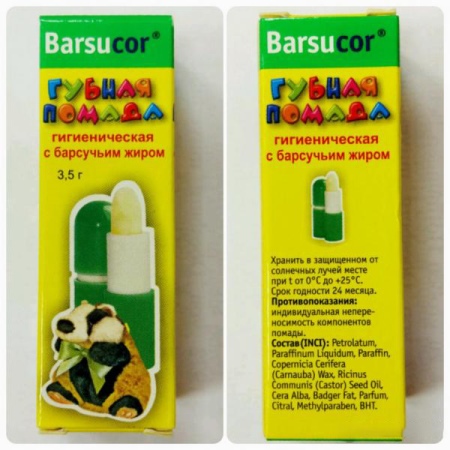 Barsucor®
ГУБНАЯ
ПОМАДА
гигиеническая
с барсучьим жиром
3,5 г
Barsucor®
ГУБНАЯ
ПОМАДА
гигиеническая
с барсучьим жиром
Хранить в защищенном от
солнечных лучей месте
при t от 0°C до +25°C.
Срок годности 24 месяца.
Противопоказания:
индивидуальная непере-
носимость компонентов
помады.
Состав(INCI): Petrolatum,
Paraffinum Liquidum, Paraffin,
Copernicia Cerifera
(Carnauba) Wax, Ricinus
Communis (Castor) Seed Oil,
Cera Alba, Badger Fat, Parfum,
Citral, Methylparaben, BHT.